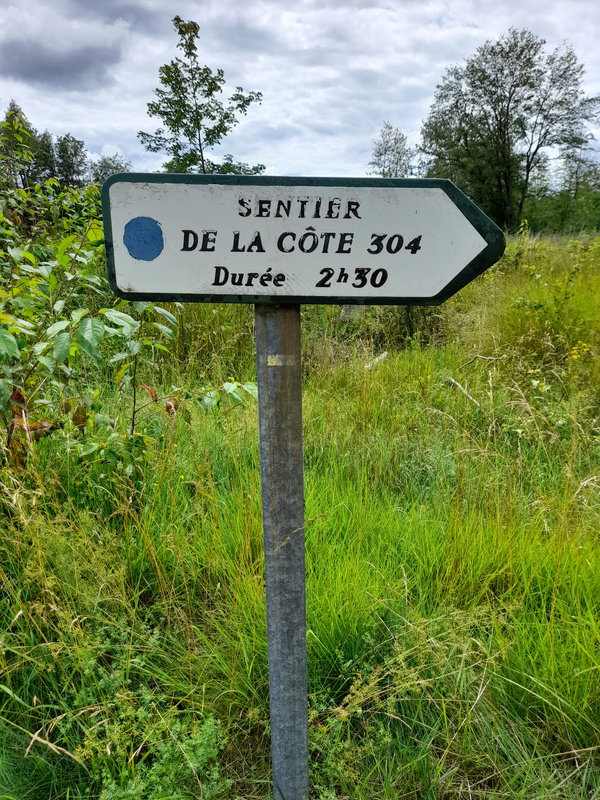 SENTIER
DE LA CÔTE 304
Durée 2h30